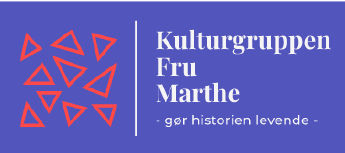 Kulturgruppen
Fru
Marthe
- gør historien levende -